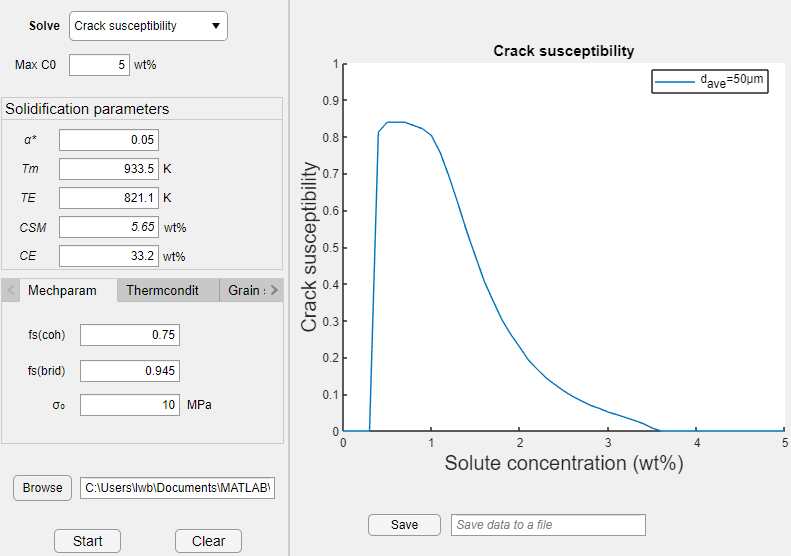 Solve Crack susceptibility
Max C0 5 wt%
Solidification parameters
α* 0.05
Tm 933.5 K
TE 821.1 K
CSM 5.65 wt%
CE 33.2 wt%
Mechparam Thermcondit Grain
fs(coh) 0.75
fs(brid) 0.945
σ₀ 10 MPa
Browse C:\Users\lwb\Documents\MATLAB\
Start Clear
Crack susceptibility
d_ave=50μm
1
0.9
0.8
0.7
0.6
0.5
0.4
0.3
0.2
0.1
0
Crack susceptibility
0 1 2 3 4 5
Solute concentration (wt%)
Save Save data to a file